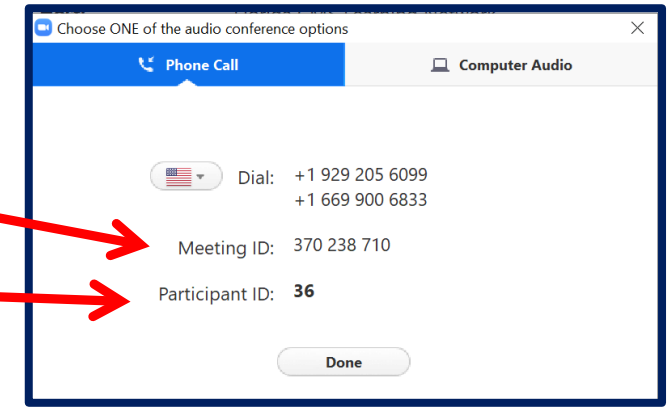 Choose ONE of the audio conference options
Phone Call
Computer Audio
Dial: +1 929 205 6099
+1 669 900 6833
Meeting ID: 370 238 710
Participant ID: 36
Done